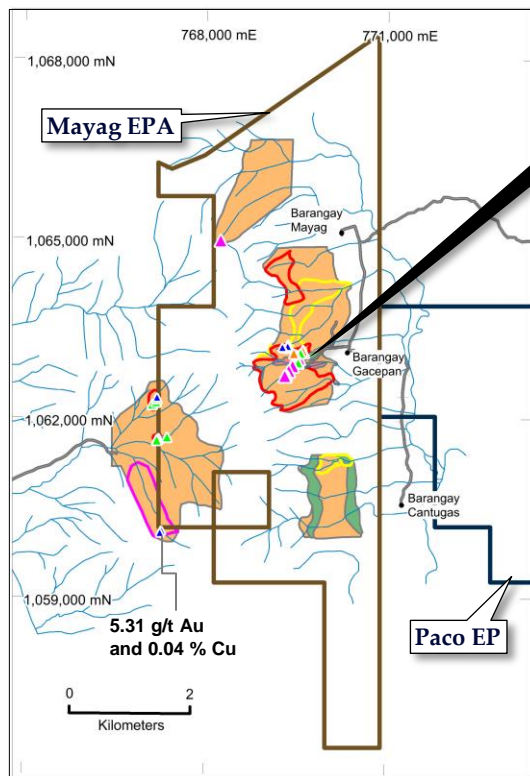 768,000 mE
771,000 mE
1,068,000 mN
Mayag EPA
Barangay
Mayag
1,065,000 mN
Barangay
Gacepan
1,062,000 mN
Barangay
Cantugas
1,059,000 mN
5.31 g/t Au
and 0.04 % Cu
Paco EP
0
2
Kilometers